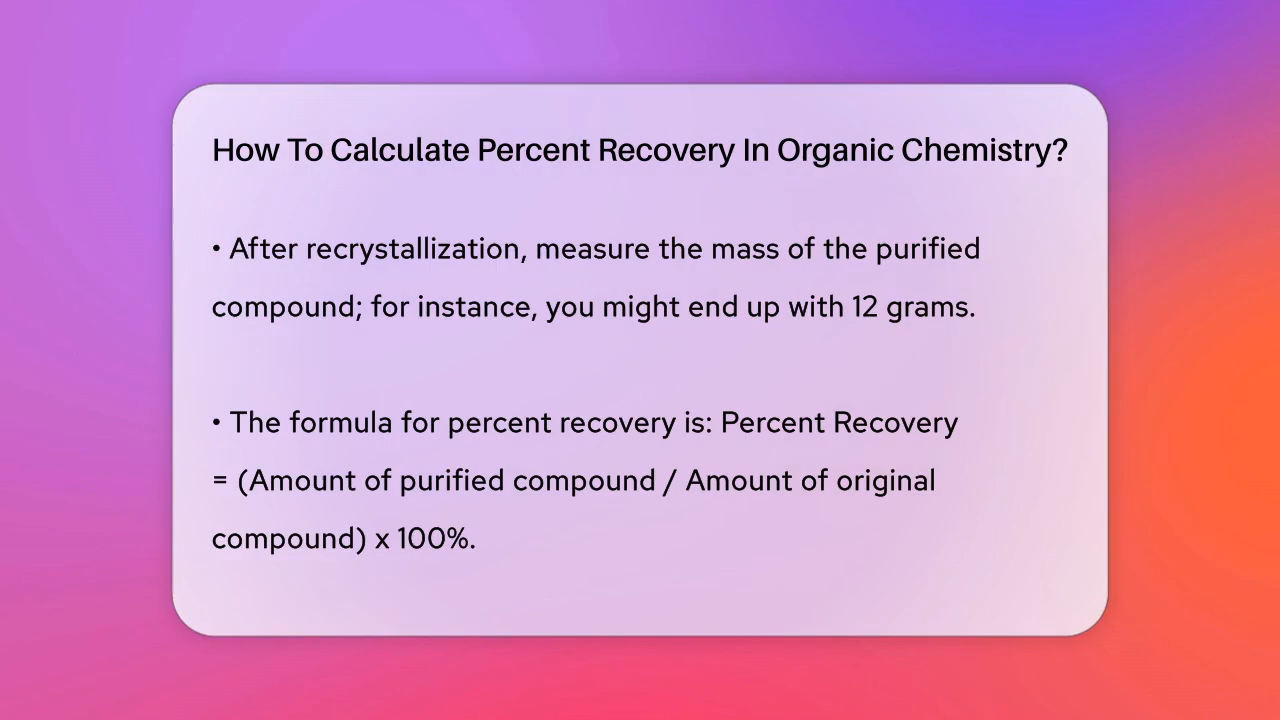 How To Calculate Percent Recovery In Organic Chemistry?
• After recrystallization, measure the mass of the purified
compound; for instance, you might end up with 12 grams.
• The formula for percent recovery is: Percent Recovery
= (Amount of purified compound / Amount of original
compound) x 100%.